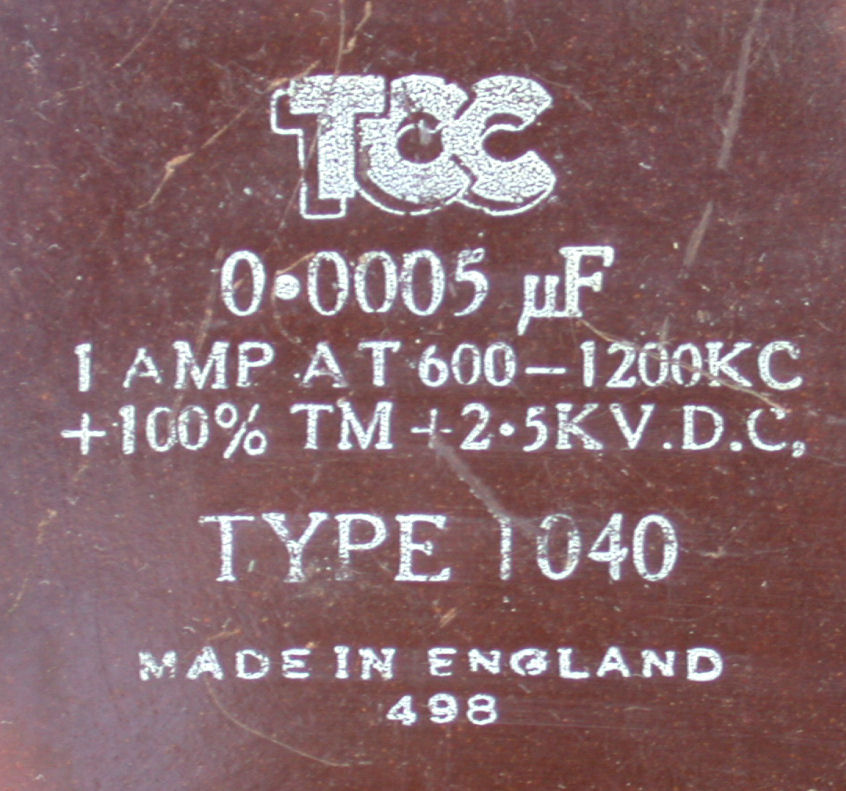 TCC
0·0005 µF
1 AMP AT 600-1200KC
+100% TM +2·5KV.D.C,
TYPE 1040
MADE IN ENGLAND
498